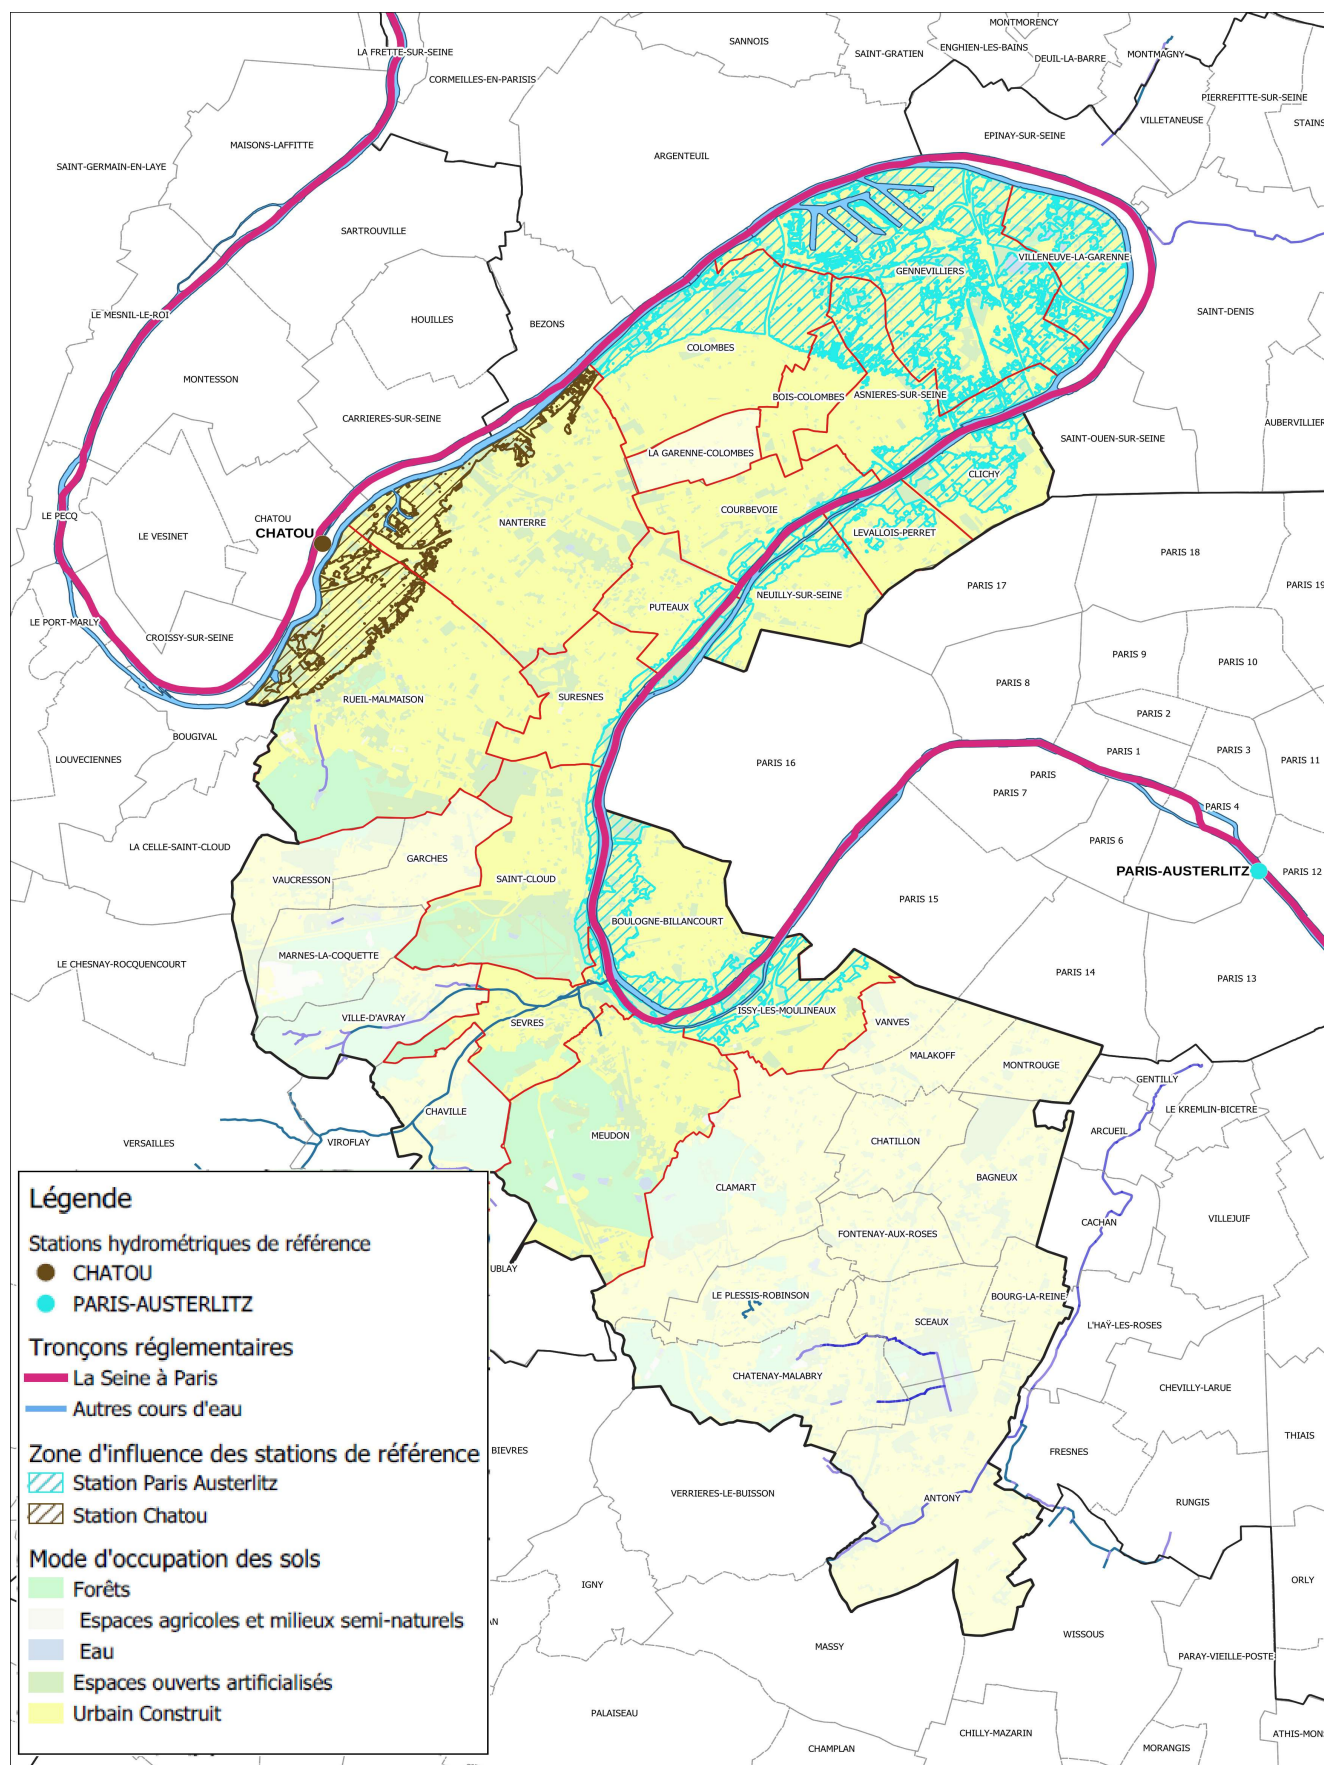 MONTMORENCY
SANNOIS
ENGHIEN-LES-BAINS
LA FRETTE-SUR-SEINE
SAINT-GRATIEN
MONTMAGNY
DEUIL-LA-BARRE
CORMEILLES-EN-PARISIS
PIERREFITTE-SUR-SEINE
VILLETANEUSE
STAINS
EPINAY-SUR-SEINE
MAISONS-LAFFITTE
ARGENTEUIL
SAINT-GERMAIN-EN-LAYE
SARTROUVILLE
VILLENEUVE-LA-GARENNE
GENNEVILLIERS
SAINT-DENIS
LE MESNIL-LE-ROI
HOUILLES
BEZONS
COLOMBES
MONTESSON
BOIS-COLOMBES
ASNIERES-SUR-SEINE
CARRIERES-SUR-SEINE
AUBERVILLIER
SAINT-OUEN-SUR-SEINE
LA GARENNE-COLOMBES
CLICHY
COURBEVOIE
LE PECQ
CHATOU
NANTERRE
CHATOU
LE VESINET
LEVALLOIS-PERRET
PARIS 18
PARIS 17
PARIS 19
NEUILLY-SUR-SEINE
PUTEAUX
LE PORT-MARLY
CROISSY-SUR-SEINE
PARIS 9
PARIS 10
PARIS 8
RUEIL-MALMAISON
SURESNES
PARIS 2
BOUGIVAL
PARIS 1
PARIS 3
LOUVECIENNES
PARIS 16
PARIS 11
PARIS
PARIS 7
PARIS 4
PARIS 6
LA CELLE-SAINT-CLOUD
GARCHES
PARIS-AUSTERLITZ
PARIS 12
VAUCRESSON
SAINT-CLOUD
PARIS 15
BOULOGNE-BILLANCOURT
MARNES-LA-COQUETTE
LE CHESNAY-ROCQUENCOURT
PARIS 14
PARIS 13
ISSY-LES-MOULINEAUX
VILLE-D'AVRAY
SEVRES
VANVES
MALAKOFF
MONTROUGE
GENTILLY
LE KREMLIN-BICETRE
CHAVILLE
ARCUEIL
VERSAILLES
VIROFLAY
MEUDON
CHATILLON
BAGNEUX
CLAMART
CACHAN
VILLEJUIF
FONTENAY-AUX-ROSES
UBLAY
LE PLESSIS-ROBINSON
BOURG-LA-REINE
SCEAUX
L'HAŸ-LES-ROSES
CHATENAY-MALABRY
CHEVILLY-LARUE
THIAIS
BIEVRES
FRESNES
VERRIERES-LE-BUISSON
ANTONY
RUNGIS
IGNY
ORLY
AN
WISSOUS
MASSY
PARAY-VIEILLE-POSTE
PALAISEAU
CHILLY-MAZARIN
ATHIS-MONS
CHAMPLAN
MORANGIS
Légende
Stations hydrométriques de référence
CHATOU
PARIS-AUSTERLITZ
Tronçons réglementaires
La Seine à Paris
Autres cours d'eau
Zone d'influence des stations de référence
Station Paris Austerlitz
Station Chatou
Mode d'occupation des sols
Forêts
Espaces agricoles et milieux semi-naturels
Eau
Espaces ouverts artificialisés
Urbain Construit